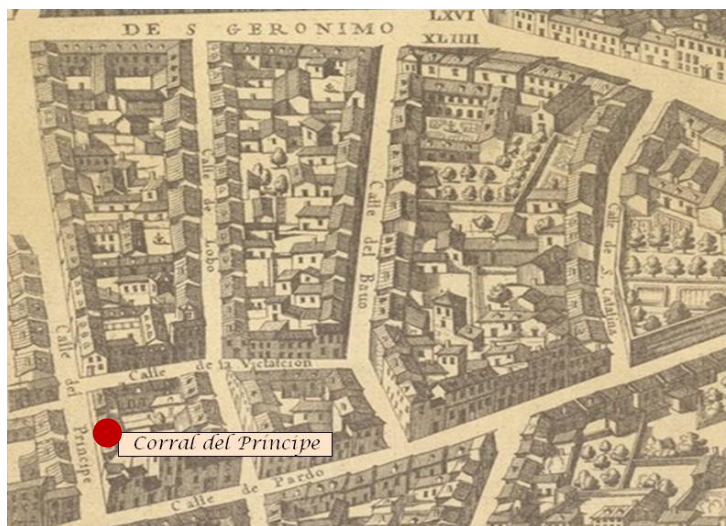 DE S GERONIMO
LXVI
XLIIII
Calle de Lobo
Calle del Baño
Calle de S. Catalina
Calle de la Visitacion
Calle del Principe
Corral del Príncipe
Calle de Pardo